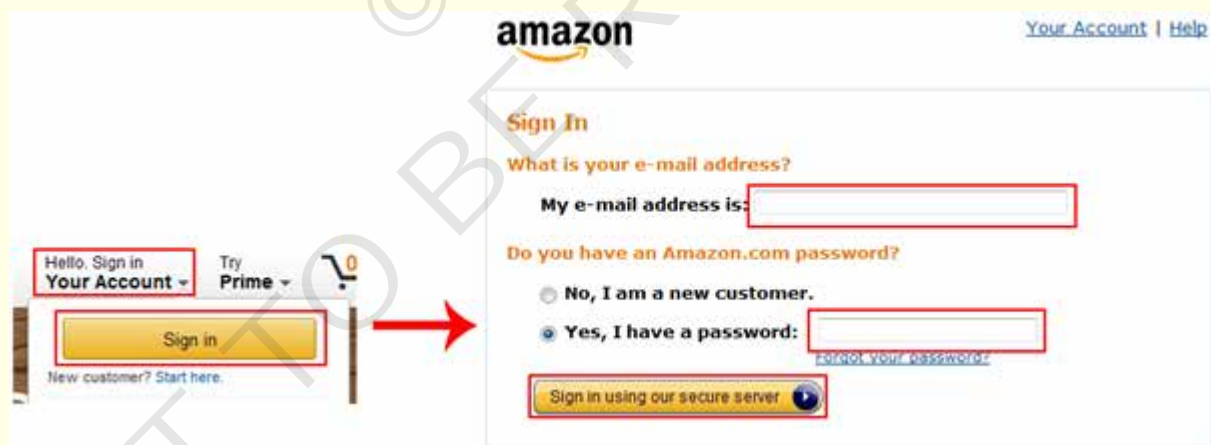 ©
TO BE R
amazon
Your Account | Help
Sign In
What is your e-mail address?
My e-mail address is:
Do you have an Amazon.com password?
No, I am a new customer.
Yes, I have a password:
Forgot your password?
Sign in using our secure server
Hello. Sign in
Your Account
Try
Prime
0
Sign in
New customer? Start here.